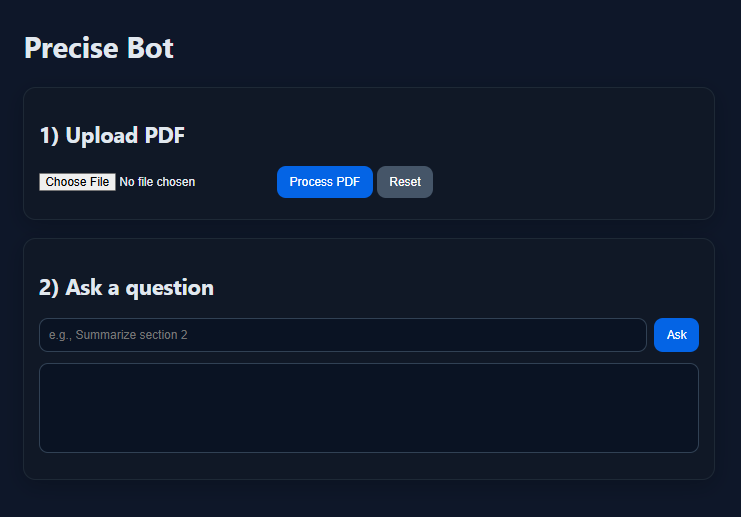 Precise Bot
1) Upload PDF
Choose File No file chosen Process PDF Reset
2) Ask a question
e.g., Summarize section 2 Ask